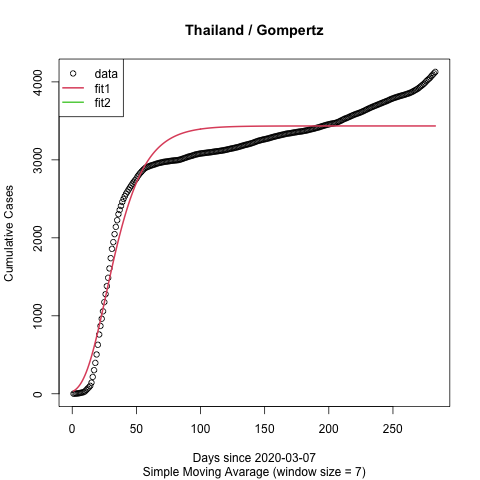 Thailand / Gompertz
data
fit1
fit2
Cumulative Cases
0
1000
2000
3000
4000
0 50 100 150 200 250
Days since 2020-03-07
Simple Moving Avarage (window size = 7)